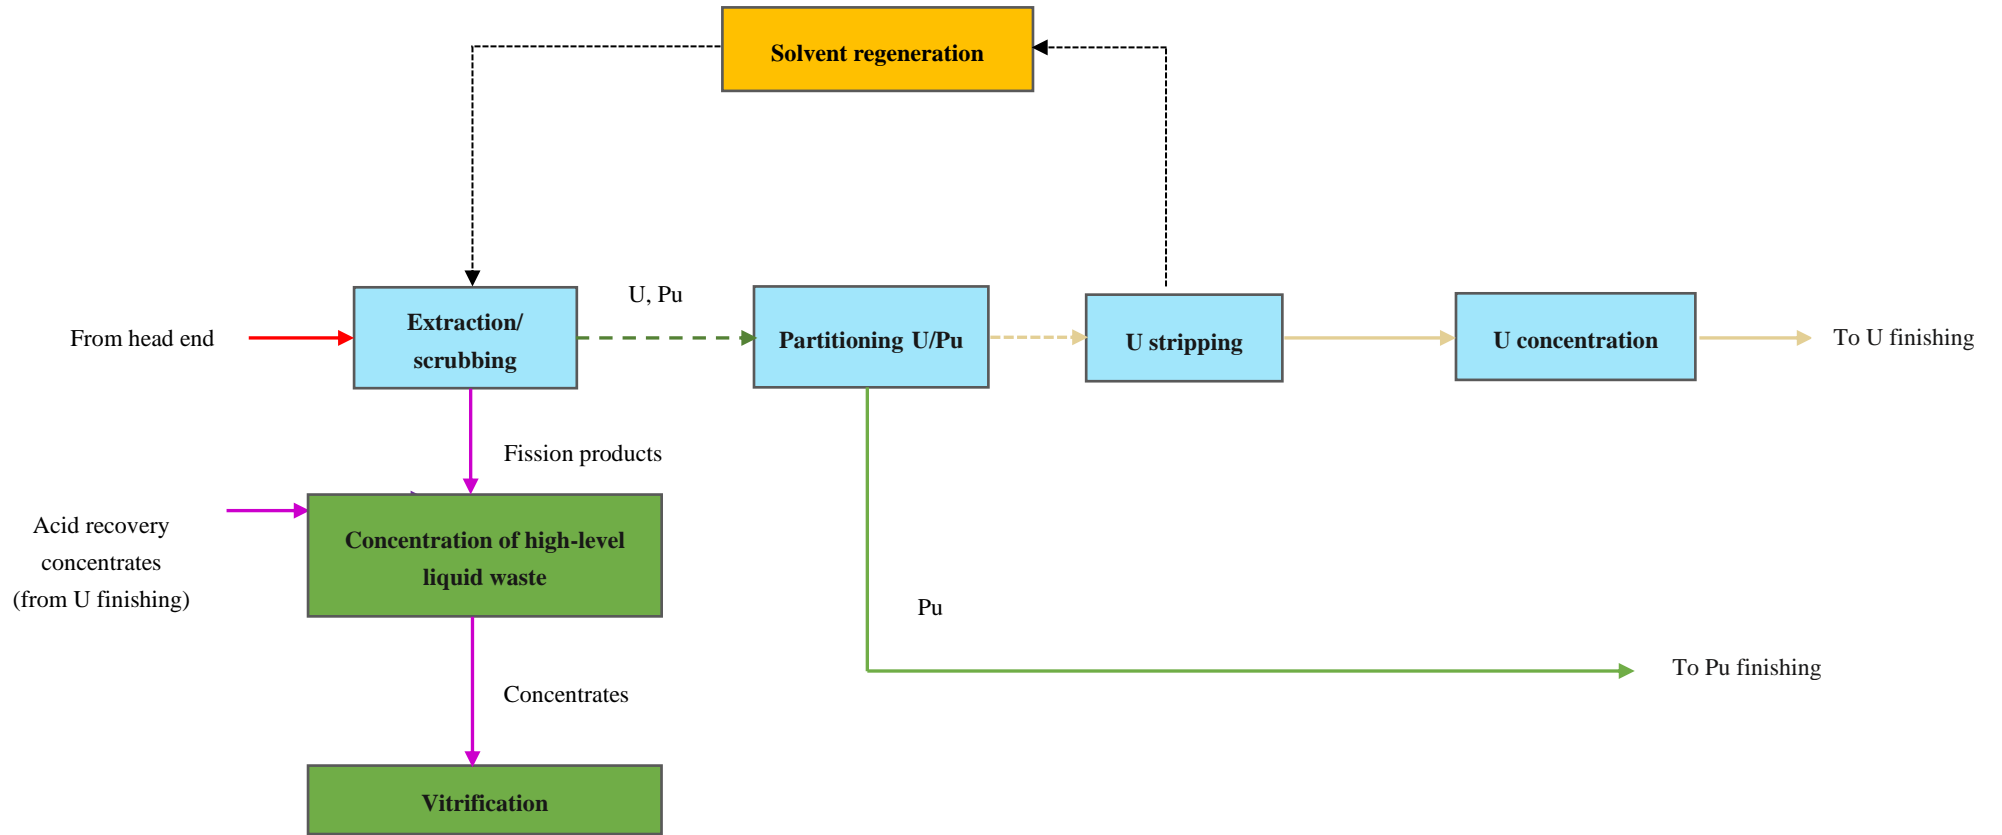 Solvent regeneration
U, Pu
From head end
Extraction/
scrubbing
Partitioning U/Pu
U stripping
U concentration
To U finishing
Fission products
Acid recovery
concentrates
(from U finishing)
Concentration of high-level
liquid waste
Pu
To Pu finishing
Concentrates
Vitrification